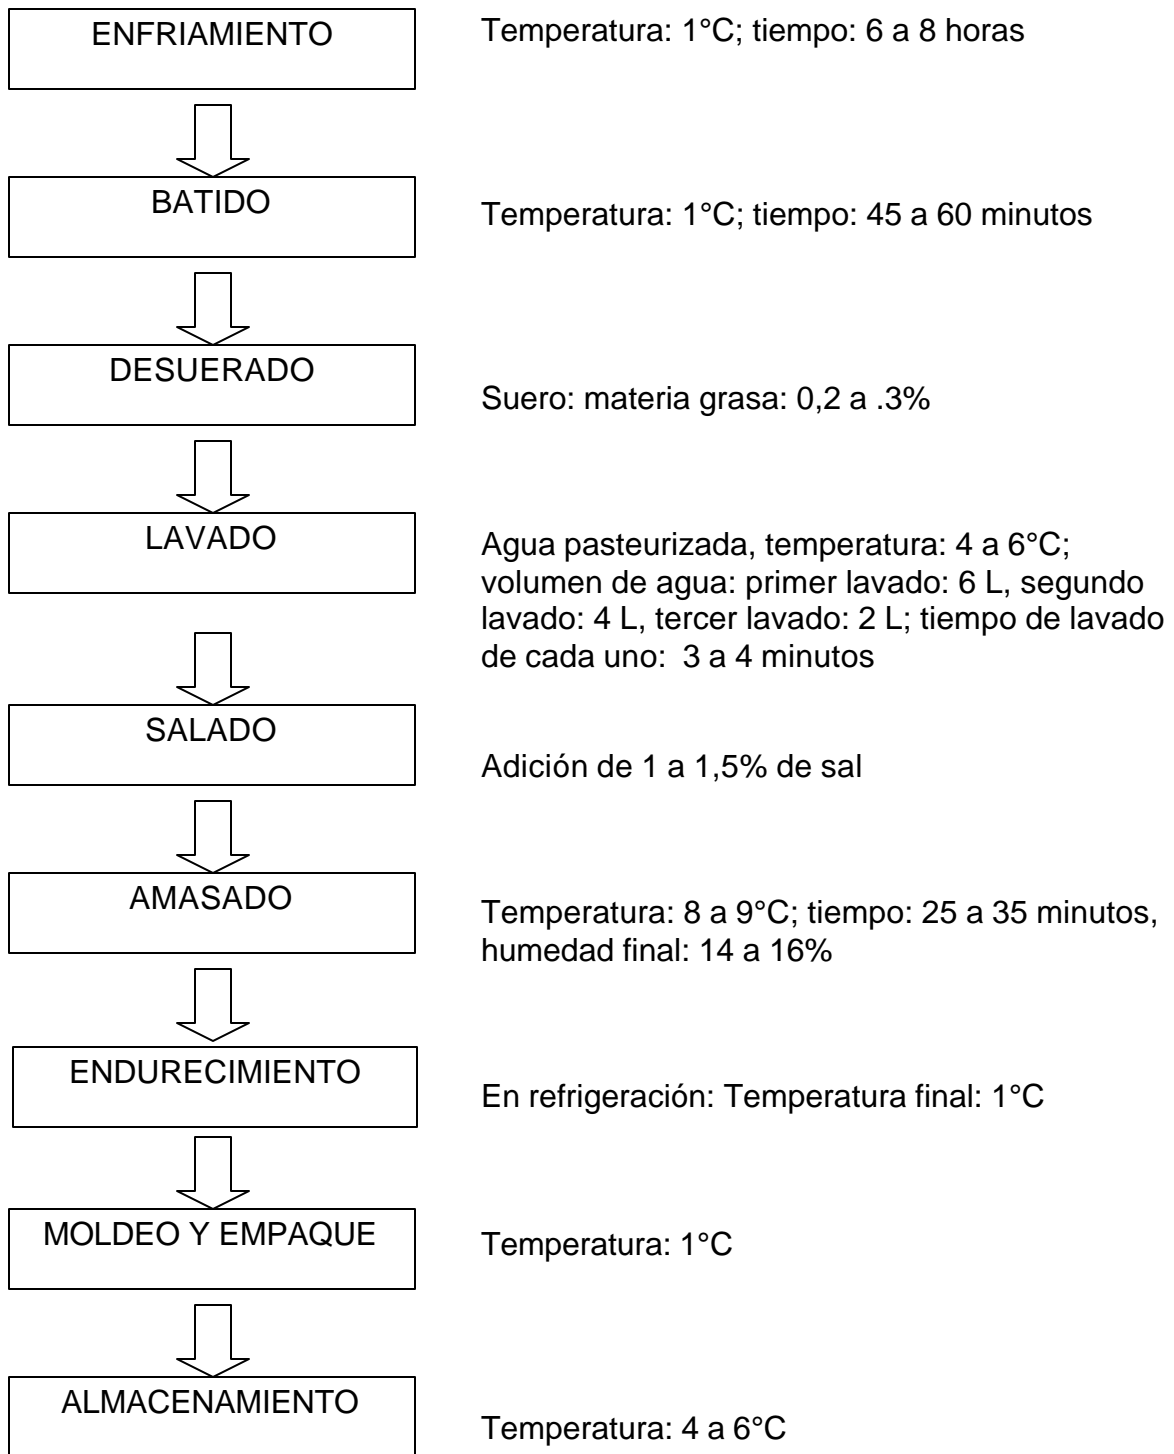 ENFRIAMIENTO
Temperatura: 1°C; tiempo: 6 a 8 horas
BATIDO
Temperatura: 1°C; tiempo: 45 a 60 minutos
DESUERADO
Suero: materia grasa: 0,2 a .3%
LAVADO
Agua pasteurizada, temperatura: 4 a 6°C;
volumen de agua: primer lavado: 6 L, segundo
lavado: 4 L, tercer lavado: 2 L; tiempo de lavado
de cada uno:  3 a 4 minutos
SALADO
Adición de 1 a 1,5% de sal
AMASADO
Temperatura: 8 a 9°C; tiempo: 25 a 35 minutos,
humedad final: 14 a 16%
ENDURECIMIENTO
En refrigeración: Temperatura final: 1°C
MOLDEO Y EMPAQUE
Temperatura: 1°C
ALMACENAMIENTO
Temperatura: 4 a 6°C